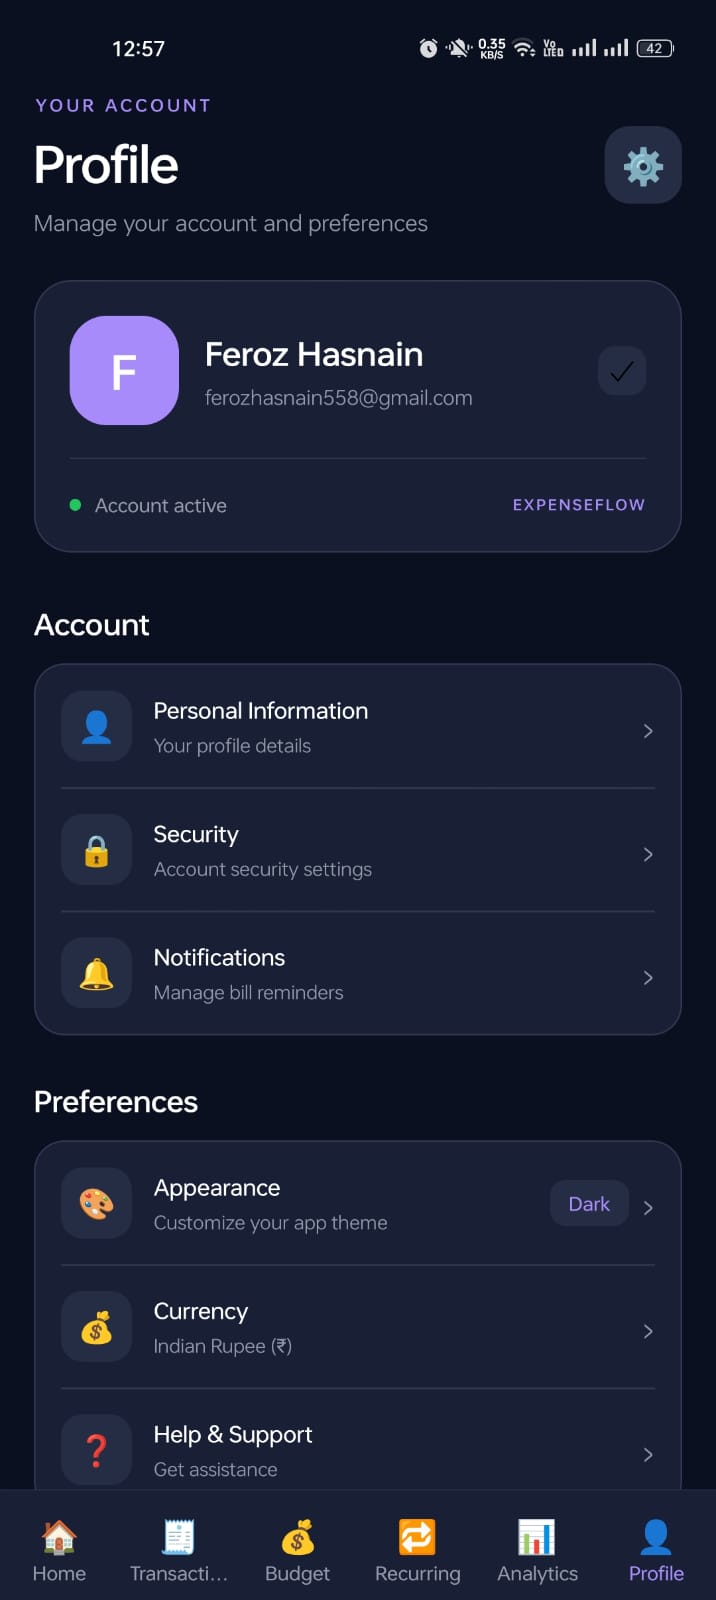 12:57
0.35
KB/S
Vo
LTE
42
YOUR ACCOUNT
Profile
Manage your account and preferences
F
Feroz Hasnain
ferozhasnain558@gmail.com
Account active
EXPENSEFLOW
Account
Personal Information
Your profile details
Security
Account security settings
Notifications
Manage bill reminders
Preferences
Appearance
Customize your app theme
Dark
Currency
Indian Rupee (₹)
Help & Support
Get assistance
Home
Transacti...
Budget
Recurring
Analytics
Profile